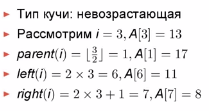 Тип кучи: невозрастающая
Рассмотрим i = 3, A[3] = 13
parent(i) = ⌊3/2⌋ = 1, A[1] = 17
left(i) = 2 × 3 = 6, A[6] = 11
right(i) = 2 × 3 + 1 = 7, A[7] = 8